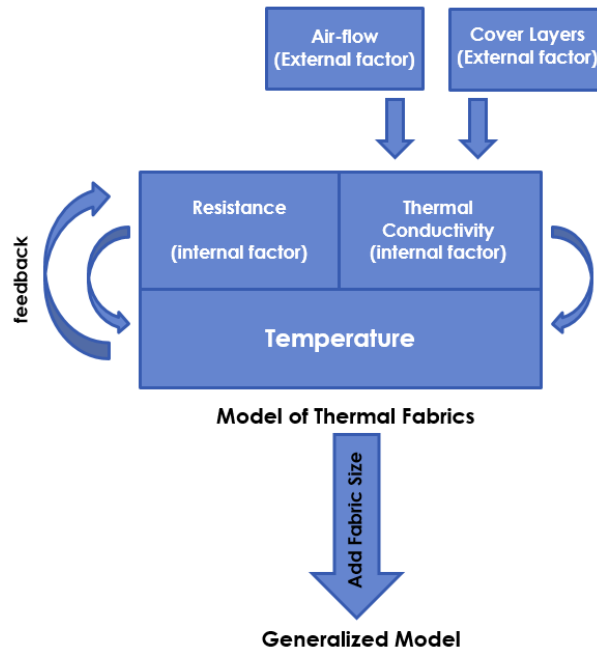 Air-flow
(External factor)
Cover Layers
(External factor)
Resistance
(internal factor)
Thermal
Conductivity
(internal factor)
feedback
Temperature
Model of Thermal Fabrics
Add Fabric Size
Generalized Model